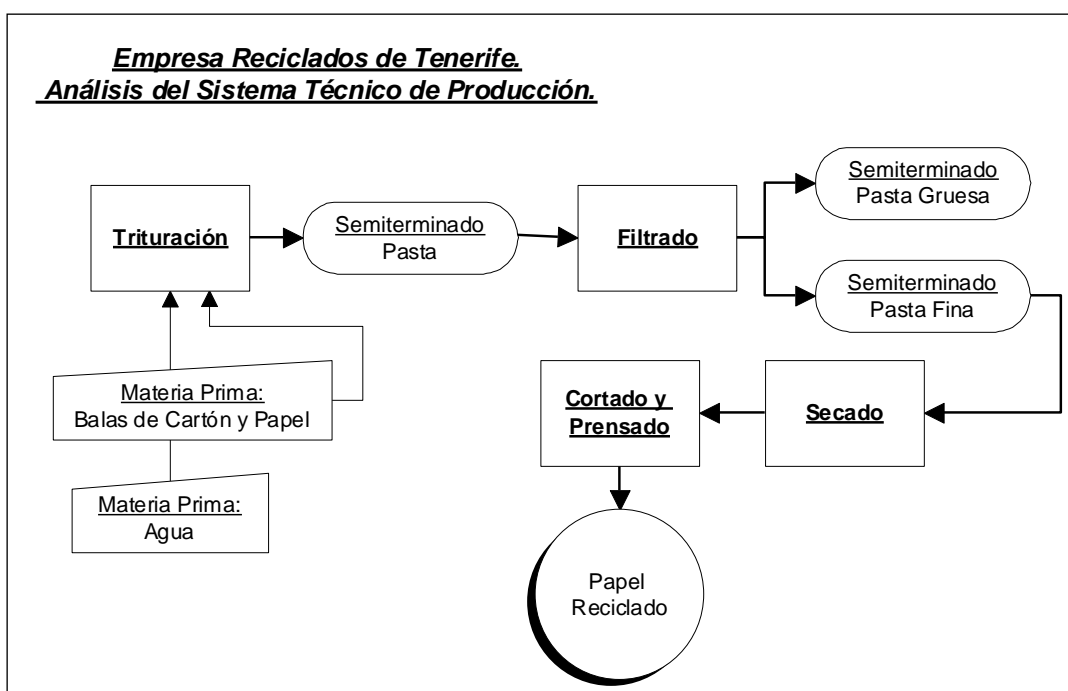 Empresa Reciclados de Tenerife.
Análisis del Sistema Técnico de Producción.
Trituración
Semiterminado
Pasta
Filtrado
Semiterminado
Pasta Gruesa
Semiterminado
Pasta Fina
Materia Prima:
Balas de Cartón y Papel
Materia Prima:
Agua
Secado
Cortado y
Prensado
Papel
Reciclado